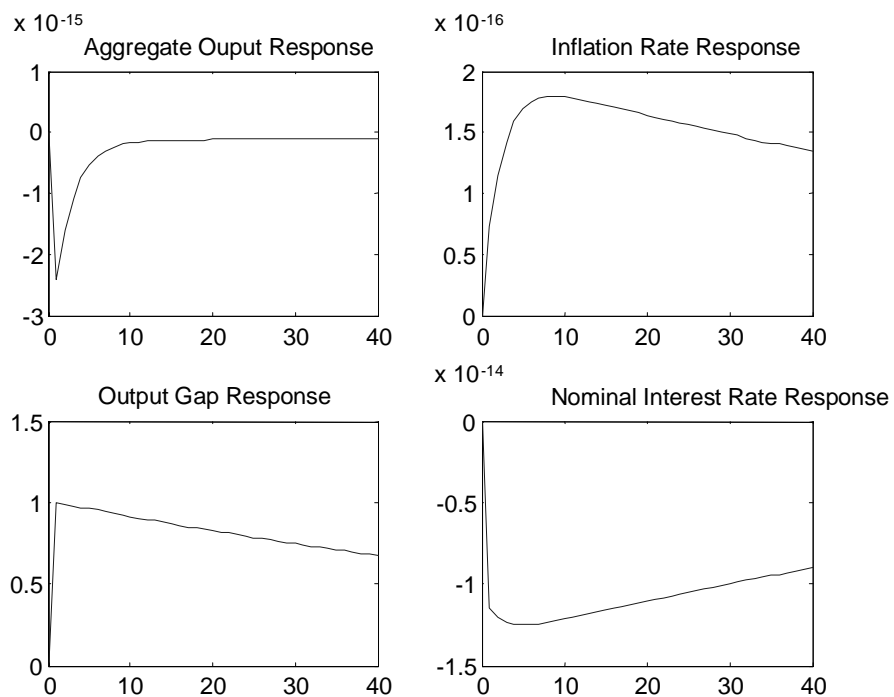 x 10-15
Aggregate Ouput Response
1
0
-1
-2
-3
0 10 20 30 40
x 10-16
Inflation Rate Response
2
1.5
1
0.5
0
0 10 20 30 40
Output Gap Response
1.5
1
0.5
0
0 10 20 30 40
x 10-14
Nominal Interest Rate Response
0
-0.5
-1
-1.5
0 10 20 30 40